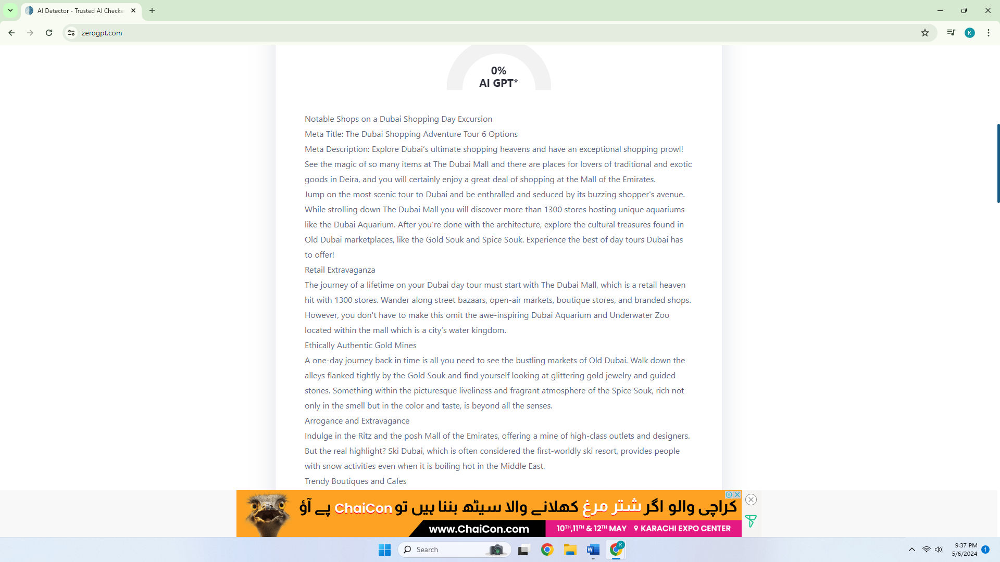 AI Detector - Trusted AI Checke
zerogpt.com
K
0%
AI GPT*
Notable Shops on a Dubai Shopping Day Excursion
Meta Title: The Dubai Shopping Adventure Tour 6 Options
Meta Description: Explore Dubai's ultimate shopping heavens and have an exceptional shopping prowl!
See the magic of so many items at The Dubai Mall and there are places for lovers of traditional and exotic
goods in Deira, and you will certainly enjoy a great deal of shopping at the Mall of the Emirates.
Jump on the most scenic tour to Dubai and be enthralled and seduced by its buzzing shopper's avenue.
While strolling down The Dubai Mall you will discover more than 1300 stores hosting unique aquariums
like the Dubai Aquarium. After you're done with the architecture, explore the cultural treasures found in
Old Dubai marketplaces, like the Gold Souk and Spice Souk. Experience the best of day tours Dubai has
to offer!
Retail Extravaganza
The journey of a lifetime on your Dubai day tour must start with The Dubai Mall, which is a retail heaven
hit with 1300 stores. Wander along street bazaars, open-air markets, boutique stores, and branded shops.
However, you don't have to make this omit the awe-inspiring Dubai Aquarium and Underwater Zoo
located within the mall which is a city's water kingdom.
Ethically Authentic Gold Mines
A one-day journey back in time is all you need to see the bustling markets of Old Dubai. Walk down the
alleys flanked tightly by the Gold Souk and find yourself looking at glittering gold jewelry and guided
stones. Something within the picturesque liveliness and fragrant atmosphere of the Spice Souk, rich not
only in the smell but in the color and taste, is beyond all the senses.
Arrogance and Extravagance
Indulge in the Ritz and the posh Mall of the Emirates, offering a mine of high-class outlets and designers.
But the real highlight? Ski Dubai, which is often considered the first-worldly ski resort, provides people
with snow activities even when it is boiling hot in the Middle East.
Trendy Boutiques and Cafes
کراچی والو اگر شتر مرغ کھلانے والا سیٹھ بننا ہیں تو ChaiCon پے آؤ
www.ChaiCon.com
10TH,11TH & 12TH MAY KARACHI EXPO CENTER
Search
K
9:37 PM
5/6/2024
1